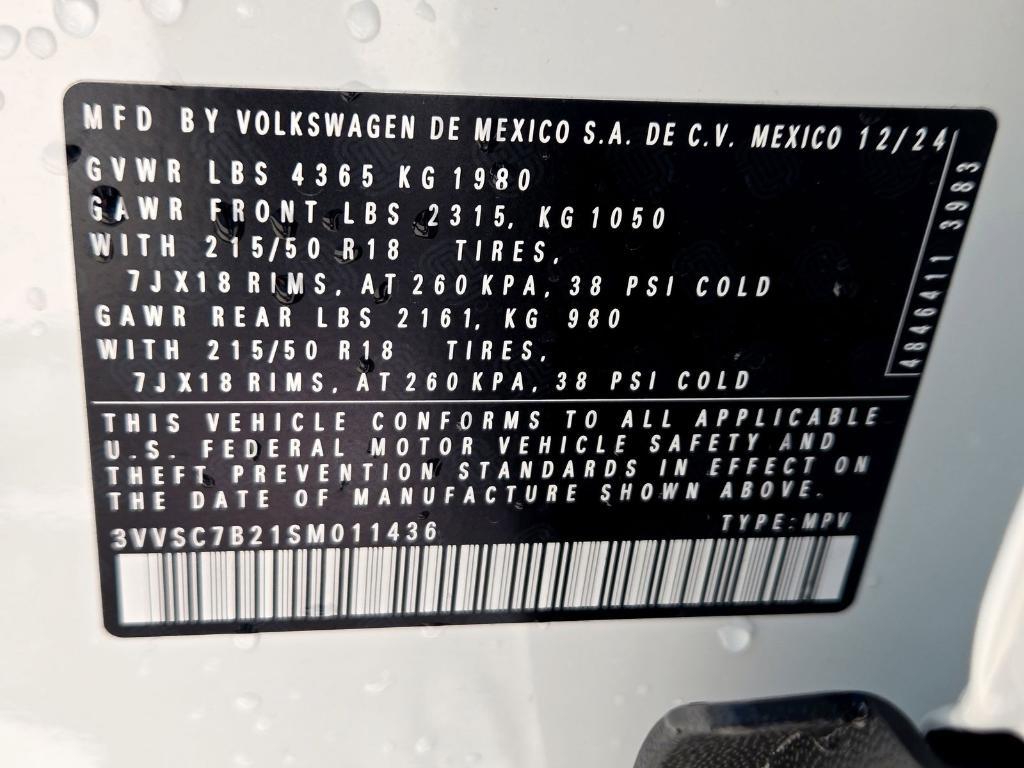 MFD BY VOLKSWAGEN DE MEXICO S.A. DE C.V. MEXICO 12/24
GVWR LBS 4365 KG 1980
GAWR FRONT LBS 2315, KG 1050
WITH 215/50 R18 TIRES,
7JX18 RIMS, AT 260 KPA, 38 PSI COLD
GAWR REAR LBS 2161, KG 980
WITH 215/50 R18 TIRES,
7JX18 RIMS, AT 260 KPA, 38 PSI COLD
4846411 3983
THIS VEHICLE CONFORMS TO ALL APPLICABLE
U.S. FEDERAL MOTOR VEHICLE SAFETY AND
THEFT PREVENTION STANDARDS IN EFFECT ON
THE DATE OF MANUFACTURE SHOWN ABOVE.
3VVSC7B21SM011436
TYPE: MPV